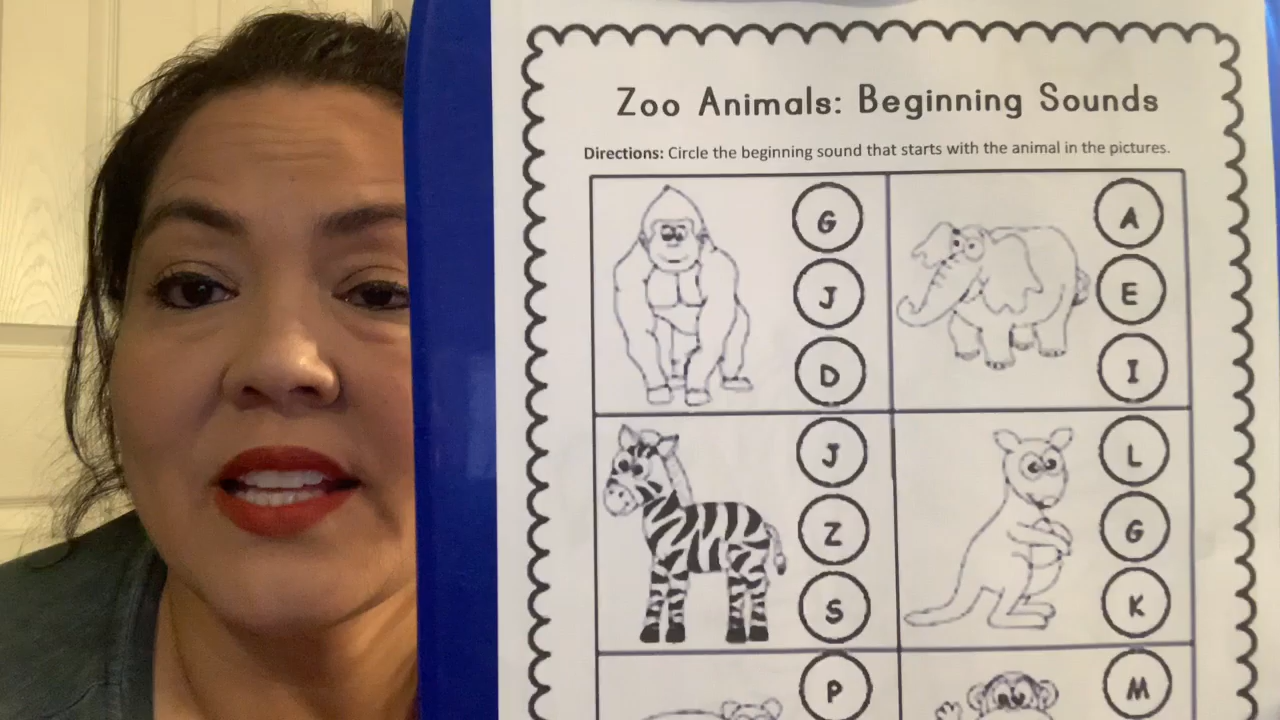 Zoo Animals: Beginning Sounds
Directions: Circle the beginning sound that starts with the animal in the pictures.
G
J
D
A
E
I
J
Z
S
L
G
K
P
M